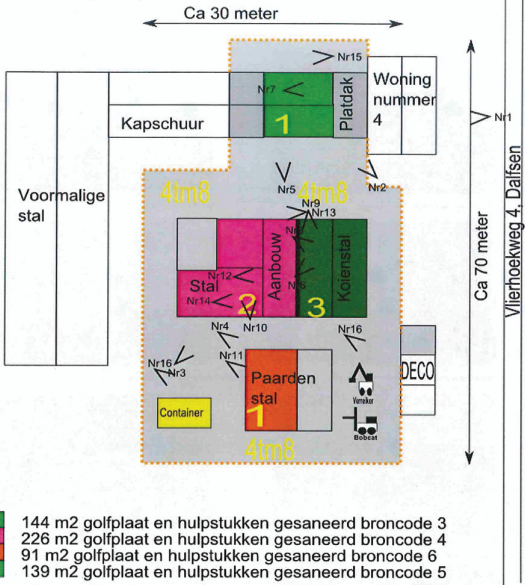 Ca 30 meter
Nr15
Nr7
1
Platdak
Woning
nummer
4
Kapschuur
Nr1
Nr2
Nr5
4tm8
4tm8
Voormalige
stal
Nr9
Nr13
Aanbouw
Koienstal
Nr12
Stal
Nr14
2
3
Nr10
Nr4
Nr11
Nr16
Nr16
Nr3
Paarden
stal
1
DECO
Verreiker
Bobcat
Container
4tm8
Ca 70 meter
Vlierhoekweg 4, Dalfsen
144 m2 golfplaat en hulpstukken gesaneerd broncode 3
226 m2 golfplaat en hulpstukken gesaneerd broncode 4
91 m2 golfplaat en hulpstukken gesaneerd broncode 6
139 m2 golfplaat en hulpstukken gesaneerd broncode 5